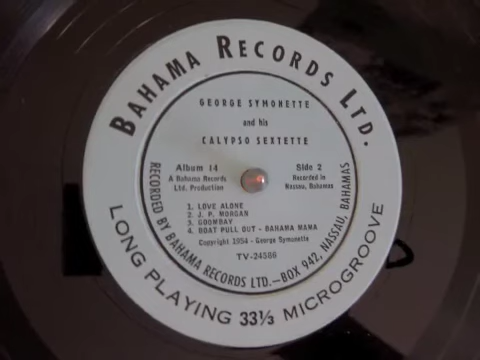 BAHAMA RECORDS LTD.
GEORGE SYMONETTE
and his
CALYPSO SEXTETTE
Album 14
A Bahama Records
Ltd. Production
Side 2
Recorded in
Nassau, Bahamas
1. LOVE ALONE
2. J. P. MORGAN
3. GOOMBAY
4. BOAT PULL OUT - BAHAMA MAMA
Copyright 1954 - George Symonette
TV-24586
RECORDED BY BAHAMA RECORDS LTD.—BOX 942, NASSAU, BAHAMAS
LONG PLAYING 33⅓ MICROGROOVE